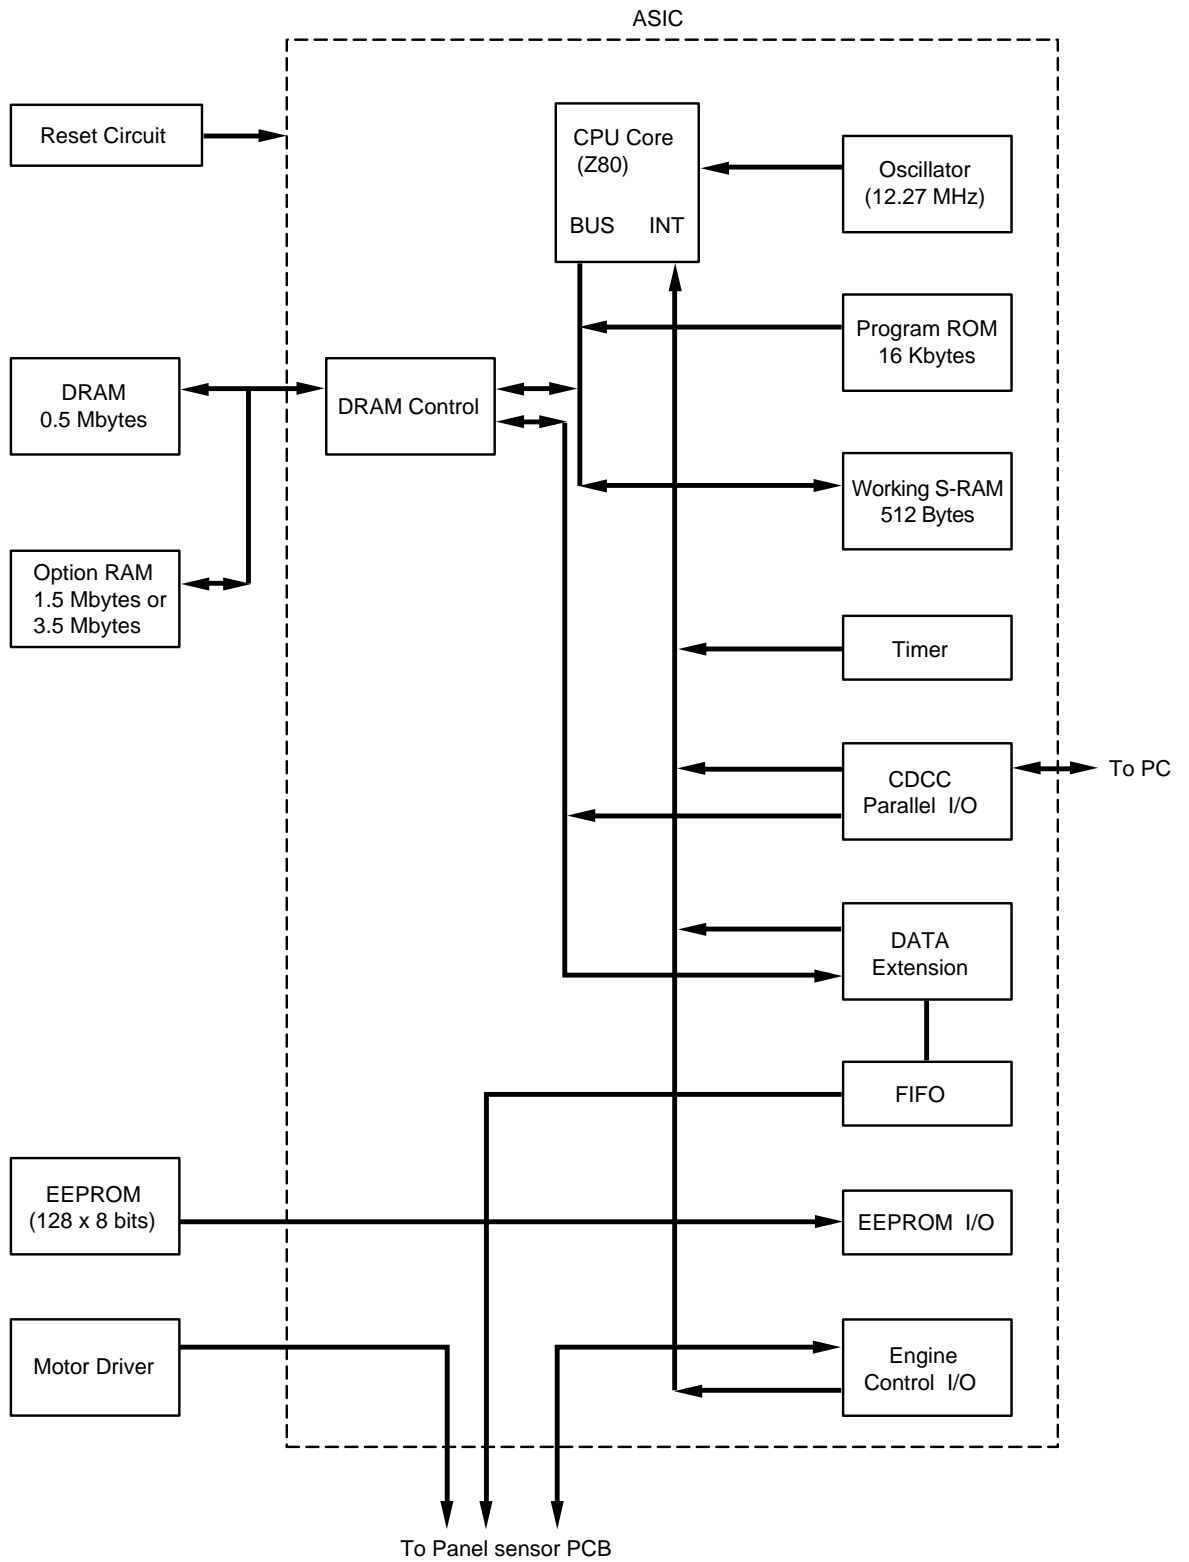 ASIC
Reset Circuit
CPU Core
(Z80)
BUS INT
Oscillator
(12.27 MHz)
Program ROM
16 Kbytes
DRAM
0.5 Mbytes
DRAM Control
Working S-RAM
512 Bytes
Option RAM
1.5 Mbytes or
3.5 Mbytes
Timer
CDCC
Parallel I/O
To PC
DATA
Extension
FIFO
EEPROM
(128 x 8 bits)
EEPROM I/O
Motor Driver
Engine
Control I/O
To Panel sensor PCB